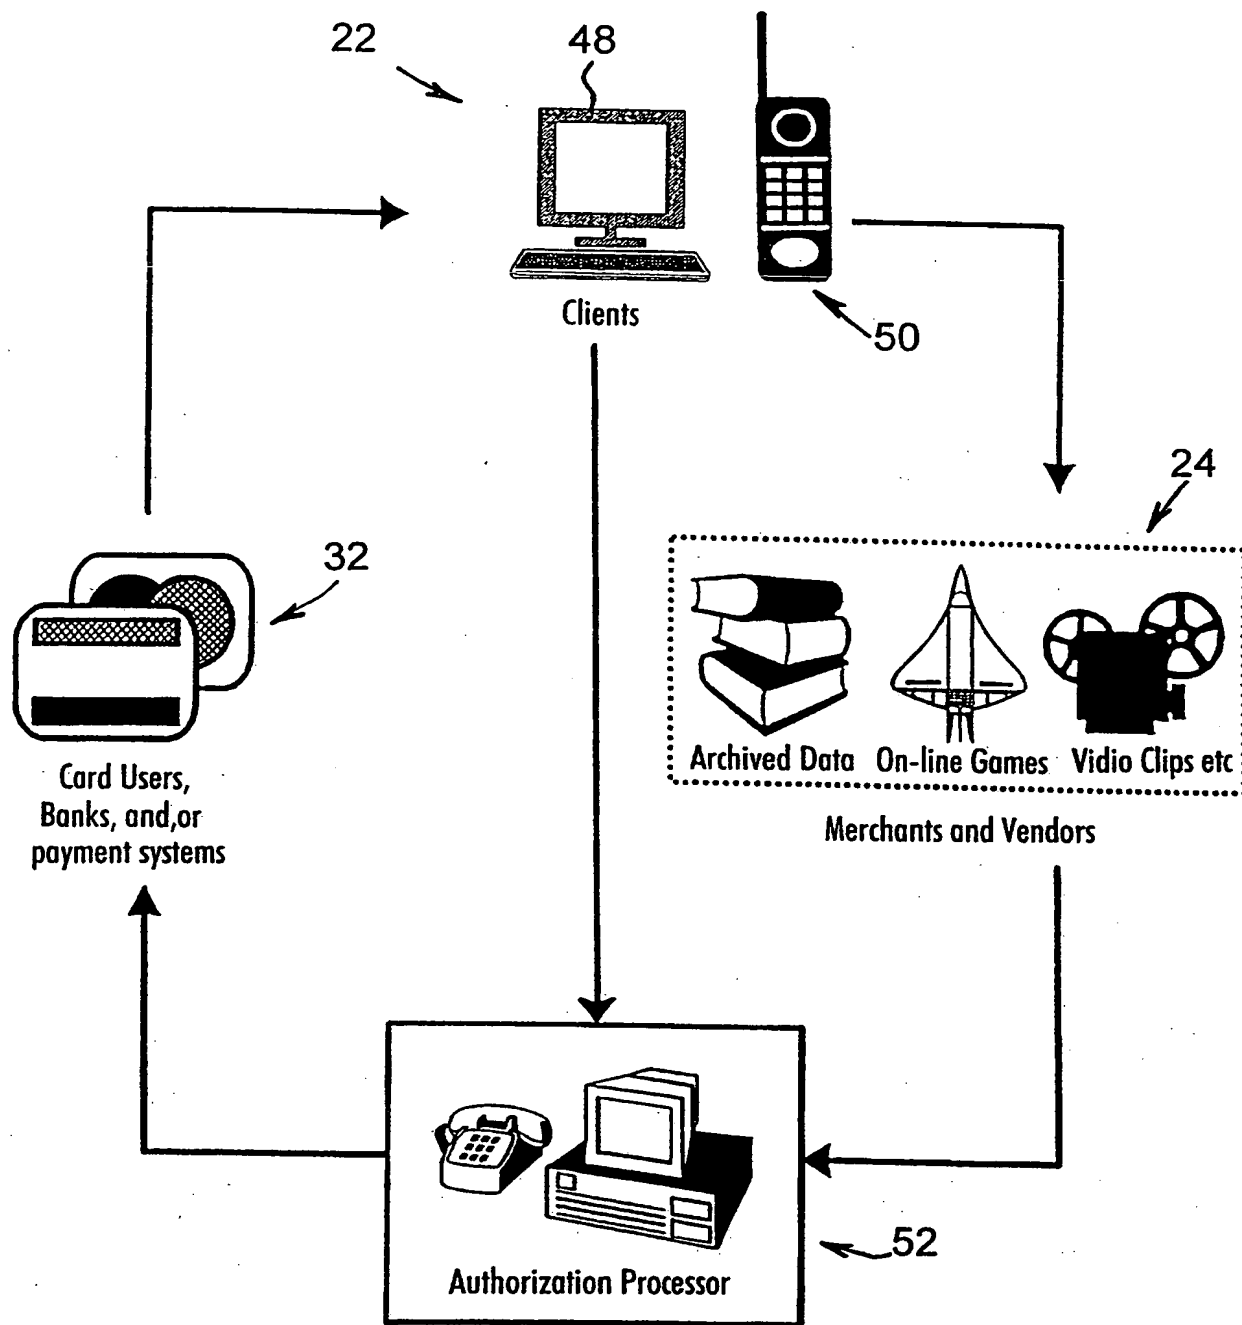 22
48
Clients
50
24
32
Archived Data
On-line Games
Vidio Clips etc
Card Users,
Banks, and,or
payment systems
Merchants and Vendors
52
Authorization Processor